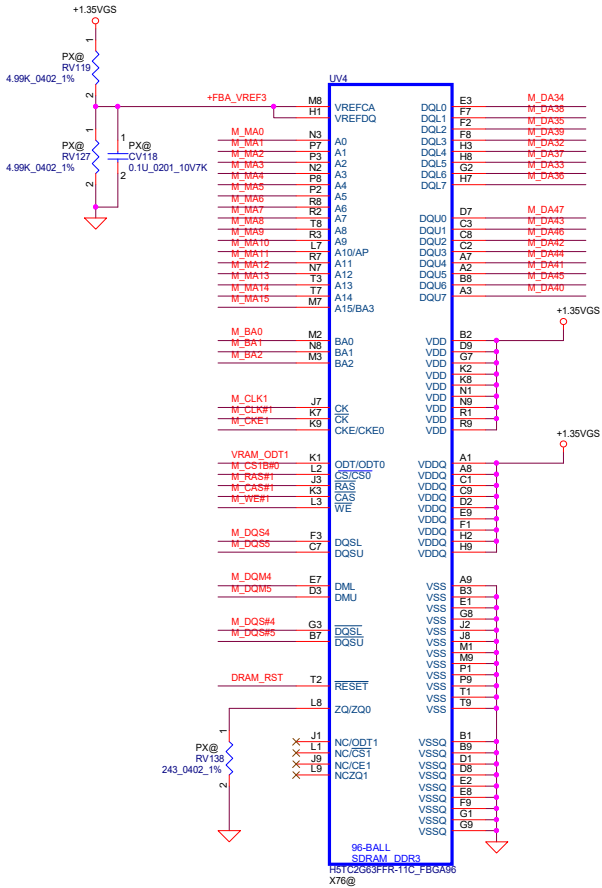 +1.35VGS
1
PX@
RV119
4.99K_0402_1%
2
+FBA_VREF3
1
PX@
RV127
4.99K_0402_1%
2
1
PX@
CV118
0.1U_0201_10V7K
2
UV4
M8 VREFCA
H1 VREFDQ
M_MA0 N3 A0
M_MA1 P7 A1
M_MA2 P3 A2
M_MA3 N2 A3
M_MA4 P8 A4
M_MA5 P2 A5
M_MA6 R8 A6
M_MA7 R2 A7
M_MA8 T8 A8
M_MA9 R3 A9
M_MA10 L7 A10/AP
M_MA11 R7 A11
M_MA12 N7 A12
M_MA13 T3 A13
M_MA14 T7 A14
M_MA15 M7 A15/BA3
M_BA0 M2 BA0
M_BA1 N8 BA1
M_BA2 M3 BA2
M_CLK1 J7 CK
M_CLK#1 K7 CK
M_CKE1 K9 CKE/CKE0
VRAM_ODT1 K1 ODT/ODT0
M_CS1B#0 L2 CS/CS0
M_RAS#1 J3 RAS
M_CAS#1 K3 CAS
M_WE#1 L3 WE
M_DQS4 F3 DQSL
M_DQS5 C7 DQSU
M_DQM4 E7 DML
M_DQM5 D3 DMU
M_DQS#4 G3 DQSL
M_DQS#5 B7 DQSU
DRAM_RST T2 RESET
L8 ZQ/ZQ0
1
PX@
RV138
243_0402_1%
2
J1 NC/ODT1
L1 NC/CS1
J9 NC/CE1
L9 NCZQ1
DQL0 E3 M_DA34
DQL1 F7 M_DA38
DQL2 F2 M_DA35
DQL3 F8 M_DA39
DQL4 H3 M_DA32
DQL5 H8 M_DA37
DQL6 G2 M_DA33
DQL7 H7 M_DA36
DQU0 D7 M_DA47
DQU1 C3 M_DA43
DQU2 C8 M_DA46
DQU3 C2 M_DA42
DQU4 A7 M_DA44
DQU5 A2 M_DA41
DQU6 B8 M_DA45
DQU7 A3 M_DA40
+1.35VGS
VDD B2
VDD D9
VDD G7
VDD K2
VDD K8
VDD N1
VDD N9
VDD R1
VDD R9
+1.35VGS
VDDQ A1
VDDQ A8
VDDQ C1
VDDQ C9
VDDQ D2
VDDQ E9
VDDQ F1
VDDQ H2
VDDQ H9
VSS A9
VSS B3
VSS E1
VSS G8
VSS J2
VSS J8
VSS M1
VSS M9
VSS P1
VSS P9
VSS T1
VSS T9
VSSQ B1
VSSQ B9
VSSQ D1
VSSQ D8
VSSQ E2
VSSQ E8
VSSQ F9
VSSQ G1
VSSQ G9
96-BALL
SDRAM DDR3
H5TC2G63FFR-11C_FBGA96
X76@